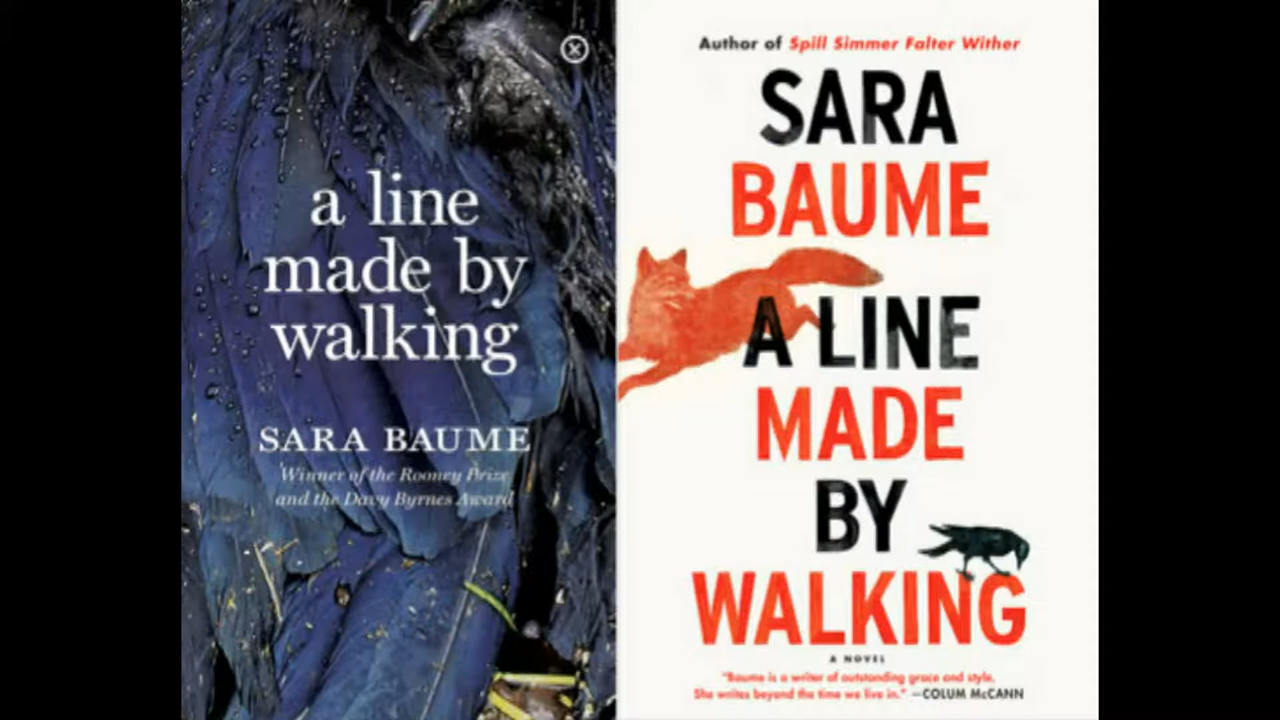 a line
made by
walking
SARA BAUME
Winner of the Rooney Prize
and the Davy Byrnes Award
Author of Spill Simmer Falter Wither
SARA
BAUME
A LINE
MADE
BY
WALKING
A NOVEL
"Baume is a writer of outstanding grace and style.
She writes beyond the time we live in." —COLUM McCANN